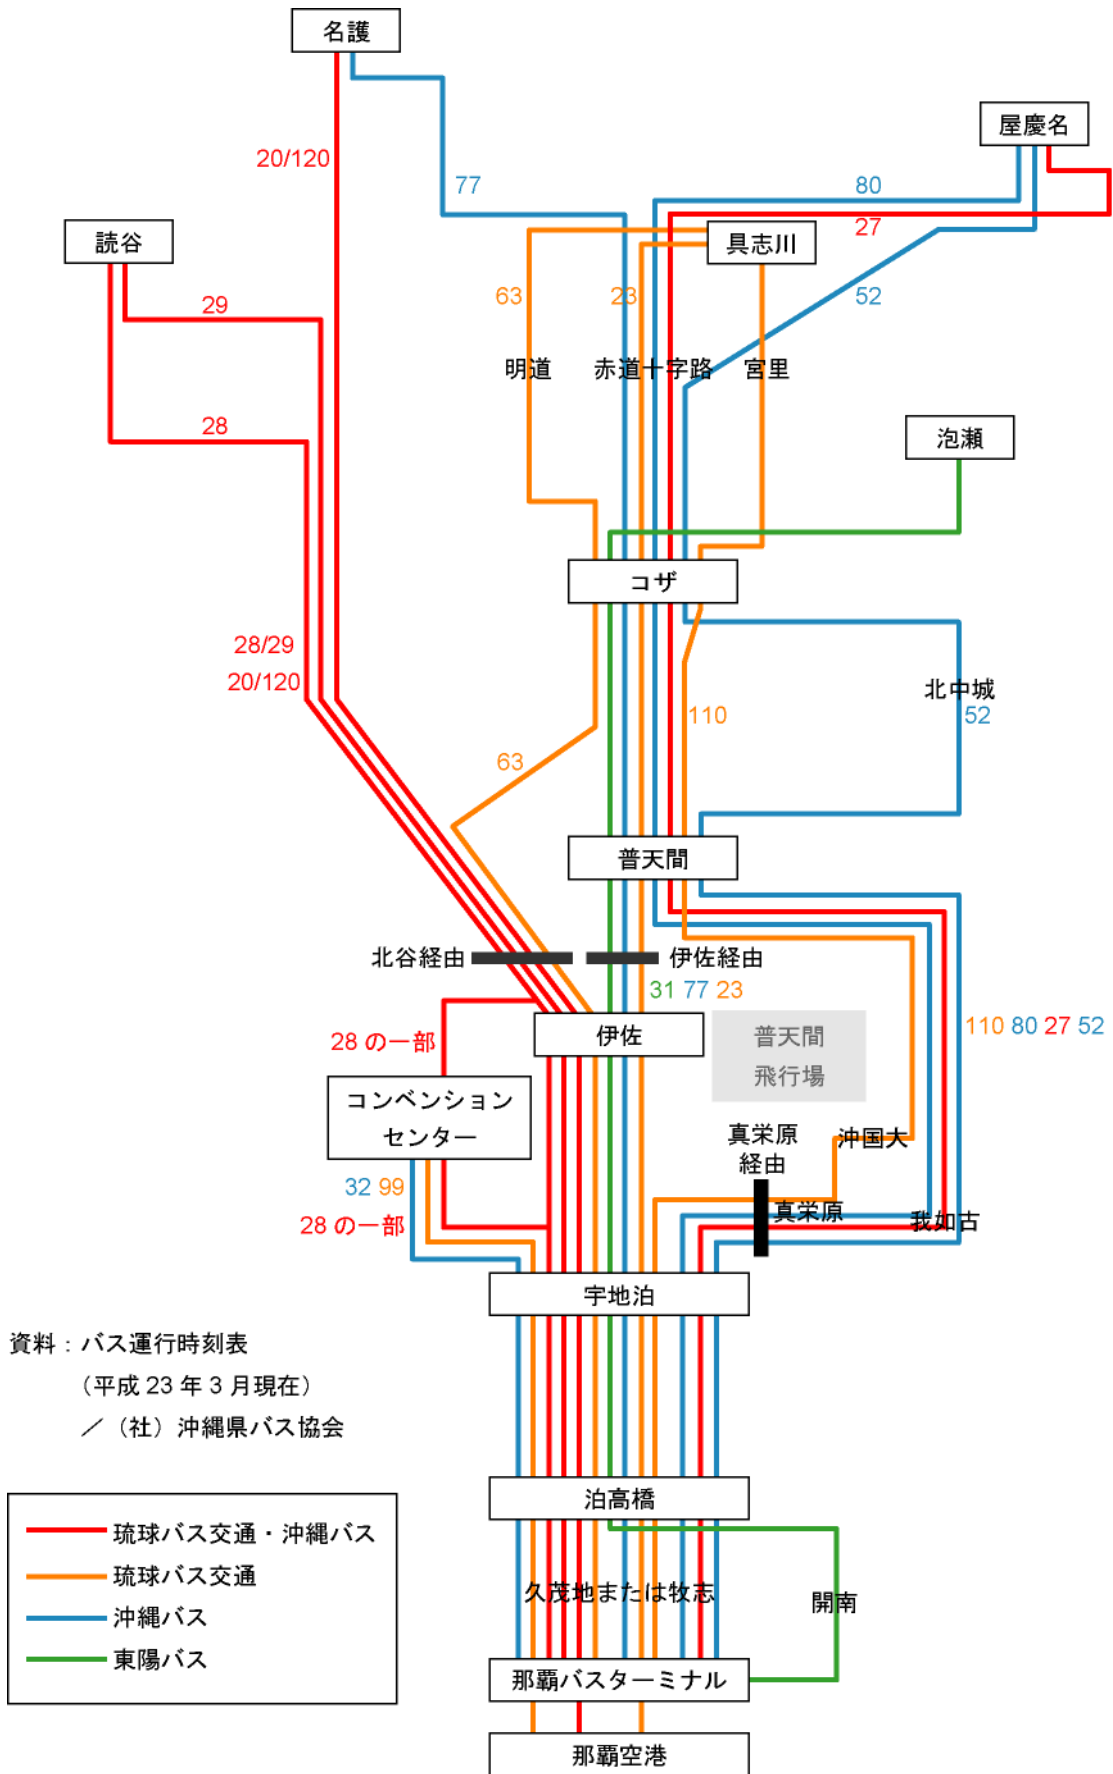 名護
屋慶名
20/120
77
80
読谷
27
具志川
29
63
23
52
明道
赤道十字路
宮里
28
泡瀬
コザ
28/29
20/120
北中城
52
110
63
普天間
北谷経由
伊佐経由
31 77 23
伊佐
普天間
飛行場
110 80 27 52
28 の一部
コンベンション
センター
真栄原
経由
沖国大
32 99
28 の一部
真栄原
我如古
宇地泊
資料：バス運行時刻表
（平成 23 年 3 月現在）
／（社）沖縄県バス協会
泊高橋
琉球バス交通・沖縄バス
琉球バス交通
沖縄バス
東陽バス
久茂地または牧志
開南
那覇バスターミナル
那覇空港